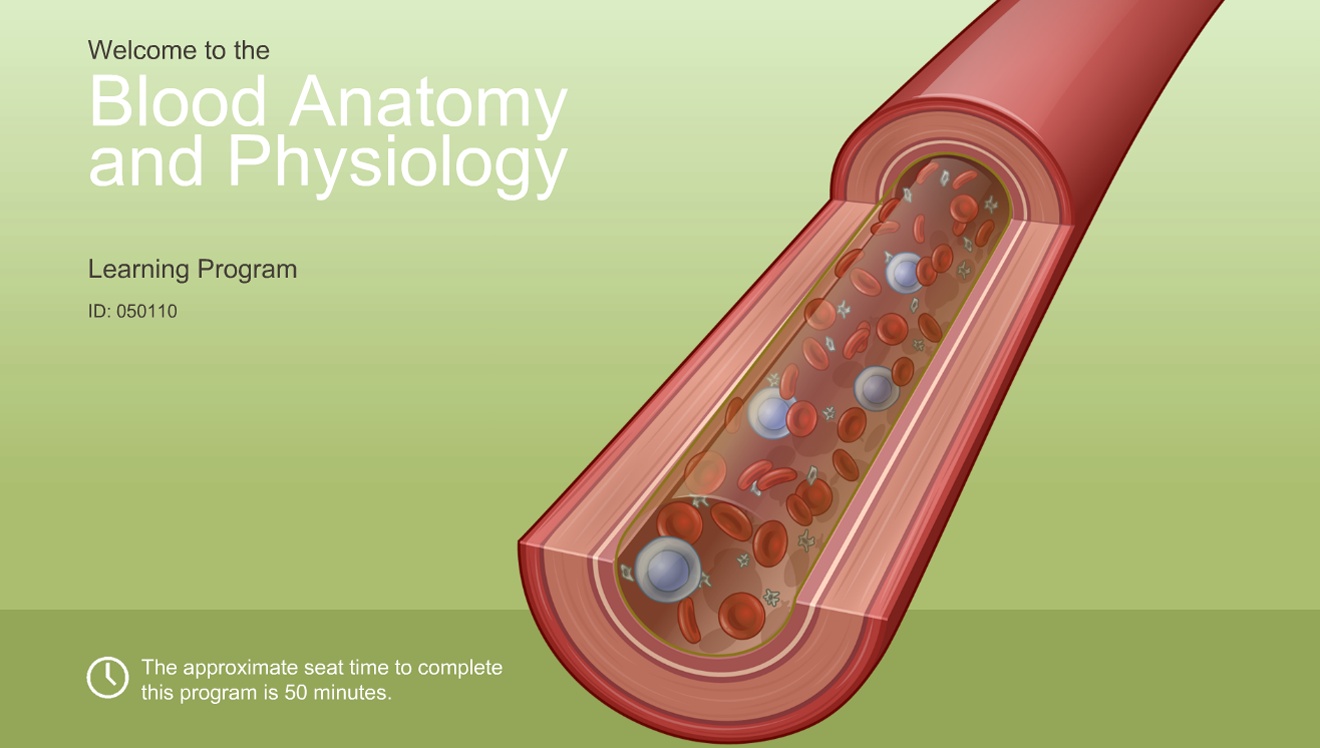 Welcome to the
Blood Anatomy
and Physiology
Learning Program
ID: 050110
The approximate seat time to complete
this program is 50 minutes.